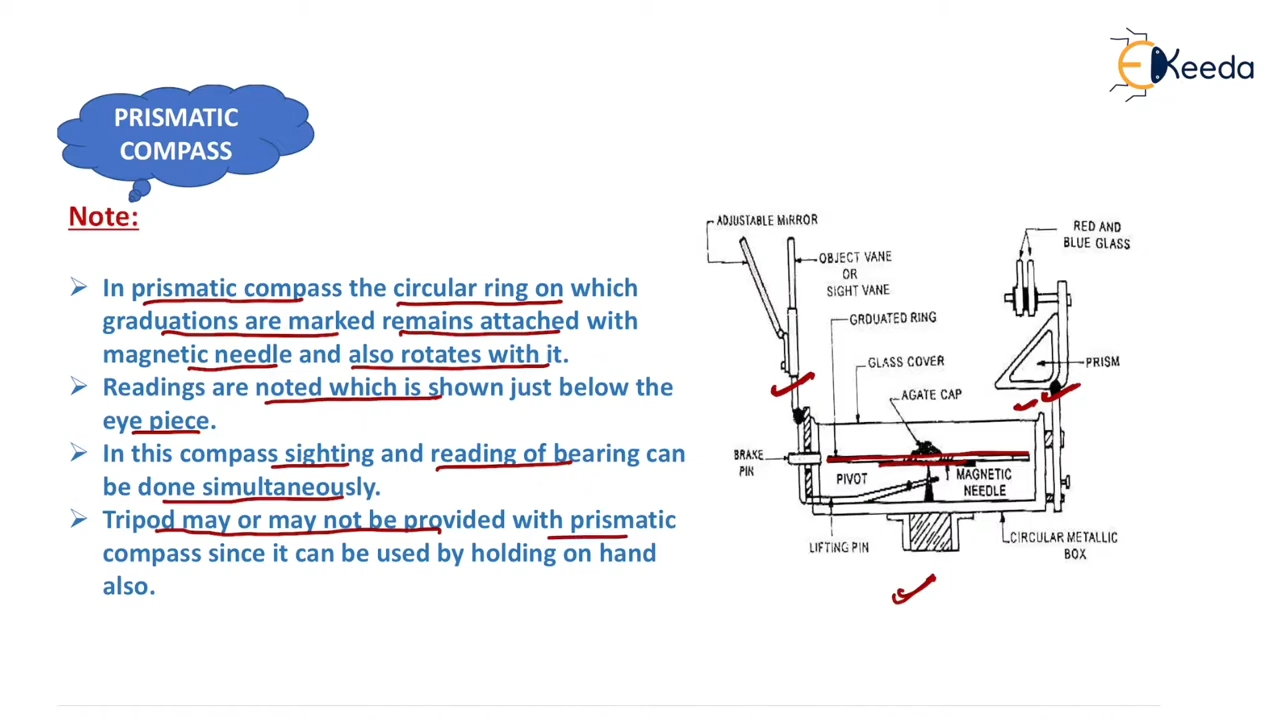 EKeeda
PRISMATIC
COMPASS
Note:
➢ In prismatic compass the circular ring on which
graduations are marked remains attached with
magnetic needle and also rotates with it.
➢ Readings are noted which is shown just below the
eye piece.
➢ In this compass sighting and reading of bearing can
be done simultaneously.
➢ Tripod may or may not be provided with prismatic
compass since it can be used by holding on hand
also.
ADJUSTABLE MIRROR
OBJECT VANE
OR
SIGHT VANE
GRDUATED RING
GLASS COVER
AGATE CAP
RED AND
BLUE GLASS
PRISM
BRAKE
PIN
PIVOT
MAGNETIC
NEEDLE
LIFTING PIN
CIRCULAR METALLIC
BOX